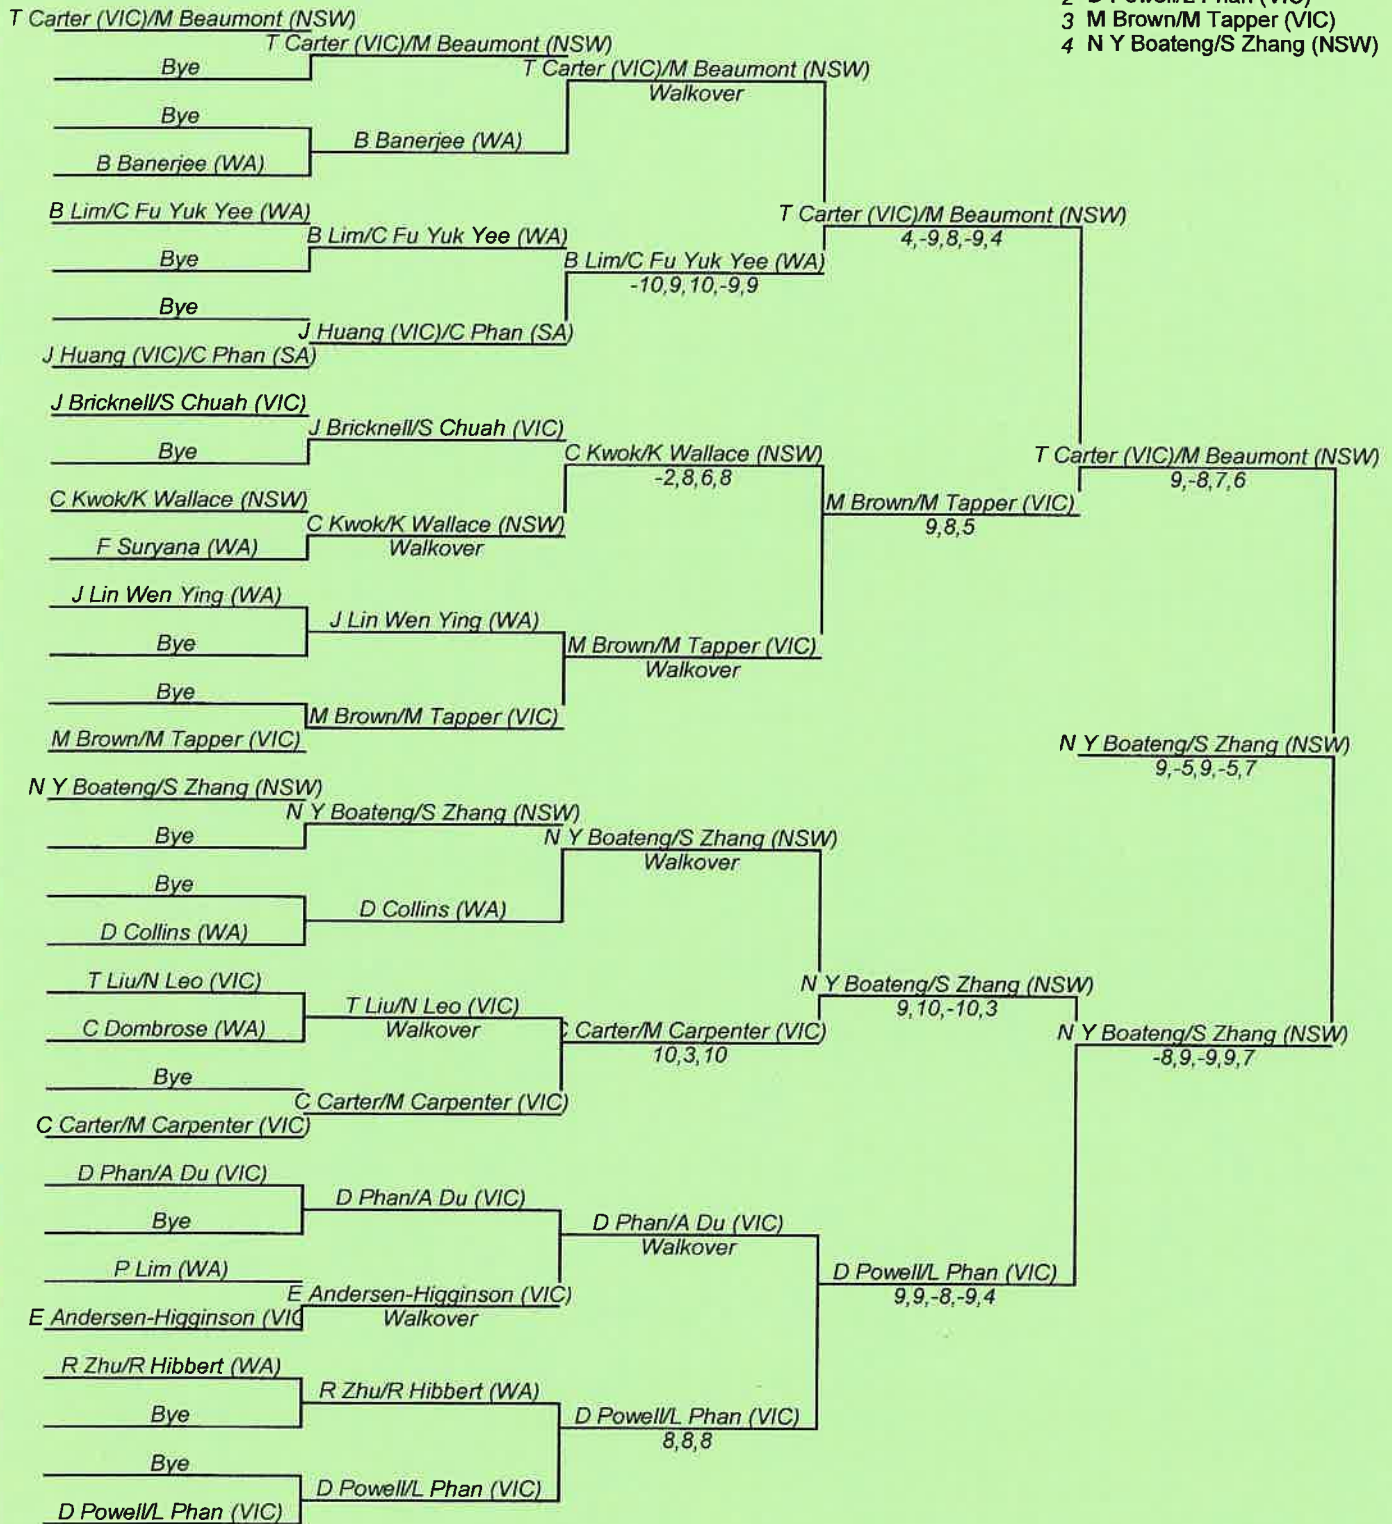 2 D Powell/L Phan (VIC)
3 M Brown/M Tapper (VIC)
4 N Y Boateng/S Zhang (NSW)
T Carter (VIC)/M Beaumont (NSW)
Bye
Bye
B Banerjee (WA)
B Lim/C Fu Yuk Yee (WA)
Bye
Bye
J Huang (VIC)/C Phan (SA)
J Bricknell/S Chuah (VIC)
Bye
C Kwok/K Wallace (NSW)
F Suryana (WA)
J Lin Wen Ying (WA)
Bye
Bye
M Brown/M Tapper (VIC)
N Y Boateng/S Zhang (NSW)
Bye
Bye
D Collins (WA)
T Liu/N Leo (VIC)
C Dombrose (WA)
Bye
C Carter/M Carpenter (VIC)
D Phan/A Du (VIC)
Bye
P Lim (WA)
E Andersen-Higginson (VIC
R Zhu/R Hibbert (WA)
Bye
Bye
D Powell/L Phan (VIC)
T Carter (VIC)/M Beaumont (NSW)
B Banerjee (WA)
B Lim/C Fu Yuk Yee (WA)
J Huang (VIC)/C Phan (SA)
J Bricknell/S Chuah (VIC)
C Kwok/K Wallace (NSW)
Walkover
J Lin Wen Ying (WA)
M Brown/M Tapper (VIC)
N Y Boateng/S Zhang (NSW)
D Collins (WA)
T Liu/N Leo (VIC)
Walkover
C Carter/M Carpenter (VIC)
D Phan/A Du (VIC)
E Andersen-Higginson (VIC)
Walkover
R Zhu/R Hibbert (WA)
D Powell/L Phan (VIC)
T Carter (VIC)/M Beaumont (NSW)
Walkover
B Lim/C Fu Yuk Yee (WA)
-10,9,10,-9,9
C Kwok/K Wallace (NSW)
-2,8,6,8
M Brown/M Tapper (VIC)
Walkover
N Y Boateng/S Zhang (NSW)
Walkover
C Carter/M Carpenter (VIC)
10,3,10
D Phan/A Du (VIC)
Walkover
D Powell/L Phan (VIC)
8,8,8
T Carter (VIC)/M Beaumont (NSW)
4,-9,8,-9,4
M Brown/M Tapper (VIC)
9,8,5
N Y Boateng/S Zhang (NSW)
9,10,-10,3
D Powell/L Phan (VIC)
9,9,-8,-9,4
T Carter (VIC)/M Beaumont (NSW)
9,-8,7,6
N Y Boateng/S Zhang (NSW)
-8,9,-9,9,7
N Y Boateng/S Zhang (NSW)
9,-5,9,-5,7